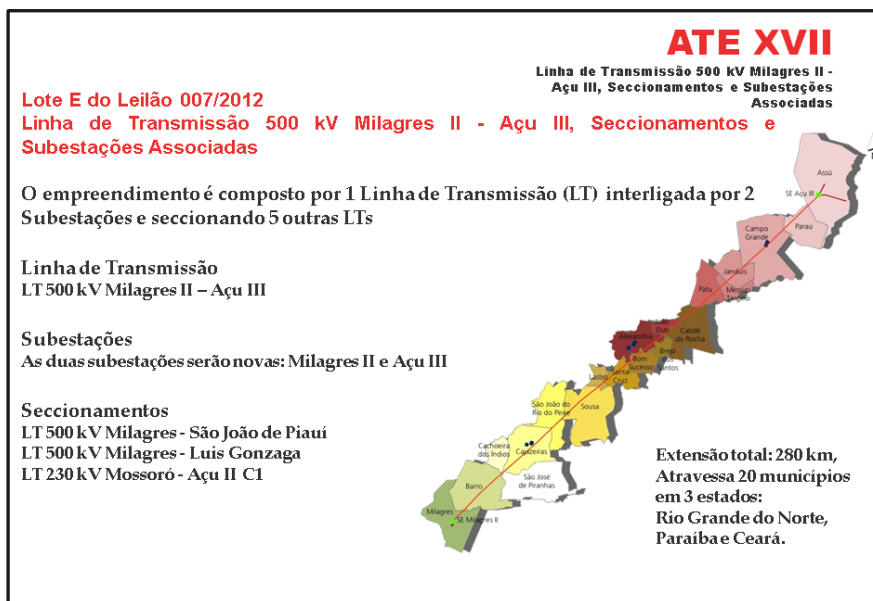 ATE XVII
Linha de Transmissão 500 kV Milagres II -
Açu III, Seccionamentos e Subestações
Associadas
Lote E do Leilão 007/2012
Linha de Transmissão 500 kV Milagres II - Açu III, Seccionamentos e
Subestações Associadas
O empreendimento é composto por 1 Linha de Transmissão (LT) interligada por 2
Subestações e seccionando 5 outras LTs
Linha de Transmissão
LT 500 kV Milagres II – Açu III
Subestações
As duas subestações serão novas: Milagres II e Açu III
Seccionamentos
LT 500 kV Milagres - São João de Piauí
LT 500 kV Milagres - Luis Gonzaga
LT 230 kV Mossoró - Açu II C1
Assú
SE Açu III
Paraú
Campo
Grande
Janduís
Messias
Targino
Patu
João
Dias
Alexandria
Catolé
do Rocha
Brejo
dos
Santos
Bom
Sucesso
Santa
Cruz
Lastro
Sousa
São João do
Rio do Peixe
Cachoeira
dos Índios
Cajazeiras
São José
de Piranhas
Barro
Milagres
SE Milagres II
Extensão total: 280 km,
Atravessa 20 municípios
em 3 estados:
Rio Grande do Norte,
Paraíba e Ceará.